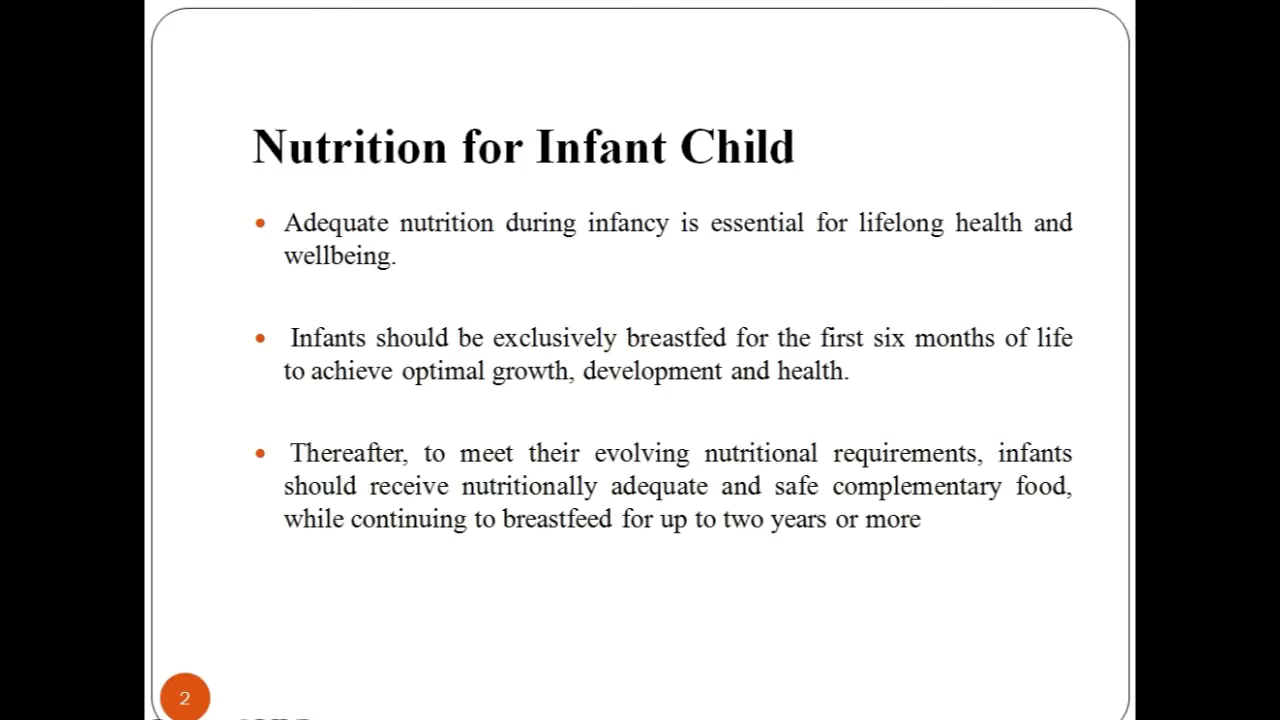 Nutrition for Infant Child
• Adequate nutrition during infancy is essential for lifelong health and
wellbeing.
• Infants should be exclusively breastfed for the first six months of life
to achieve optimal growth, development and health.
• Thereafter, to meet their evolving nutritional requirements, infants
should receive nutritionally adequate and safe complementary food,
while continuing to breastfeed for up to two years or more
2